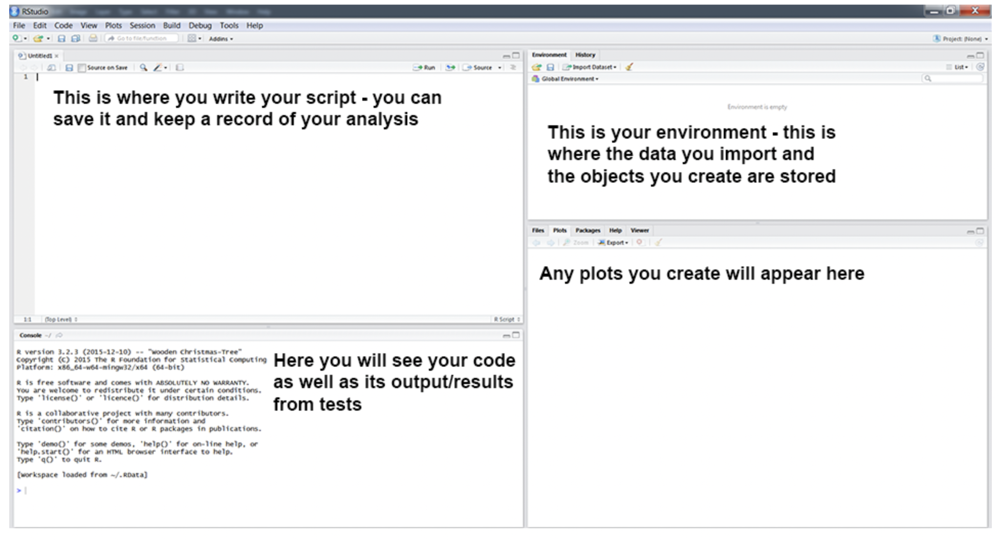 RStudio
File Edit Code View Plots Session Build Debug Tools Help
Go to file/function Addins Project: (None)
Untitled1
Source on Save Run Source
1
This is where you write your script - you can
save it and keep a record of your analysis
1:1 (Top Level) R Script
Console ~/
R version 3.2.3 (2015-12-10) -- "Wooden Christmas-Tree"
Copyright (C) 2015 The R Foundation for Statistical Computing
Platform: x86_64-w64-mingw32/x64 (64-bit)
R is free software and comes with ABSOLUTELY NO WARRANTY.
You are welcome to redistribute it under certain conditions.
Type 'license()' or 'licence()' for distribution details.
R is a collaborative project with many contributors.
Type 'contributors()' for more information and
'citation()' on how to cite R or R packages in publications.
Type 'demo()' for some demos, 'help()' for on-line help, or
'help.start()' for an HTML browser interface to help.
Type 'q()' to quit R.
[Workspace loaded from ~/.RData]
>
Here you will see your code
as well as its output/results
from tests
Environment History
Import Dataset List
Global Environment
Environment is empty
This is your environment - this is
where the data you import and
the objects you create are stored
Files Plots Packages Help Viewer
Zoom Export
Any plots you create will appear here